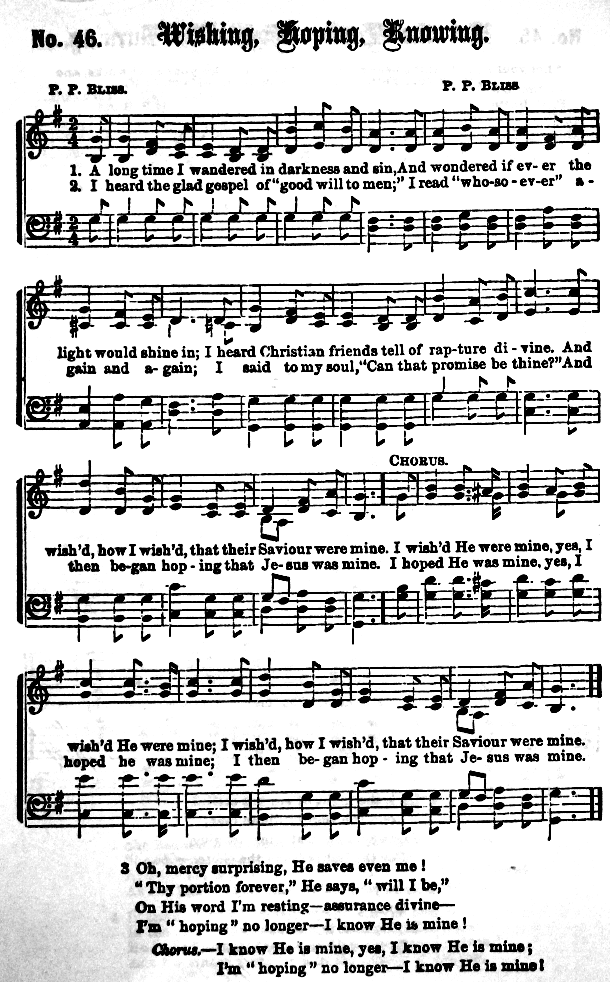 No. 46. Wishing, Hoping, Knowing.
P. P. Bliss. P. P. Bliss
1. A long time I wandered in darkness and sin, And wondered if ev- er the
2. I heard the glad gospel of "good will to men;" I read "who-so-ev-er" a-
light would shine in; I heard Christian friends tell of rap-ture di-vine. And
gain and a-gain; I said to my soul, "Can that promise be thine?" And
Chorus.
wish'd, how I wish'd, that their Saviour were mine. I wish'd He were mine, yes, I
then be-gan hop-ing that Je-sus was mine. I hoped He was mine, yes, I
wish'd He were mine; I wish'd, how I wish'd, that their Saviour were mine.
hoped he was mine; I then be-gan hop-ing that Je-sus was mine.
3 Oh, mercy surprising, He saves even me!
"Thy portion forever," He says, "will I be,"
On His word I'm resting—assurance divine—
I'm "hoping" no longer—I know He is mine!
Chorus.—I know He is mine, yes, I know He is mine;
I'm "hoping" no longer—I know He is mine!